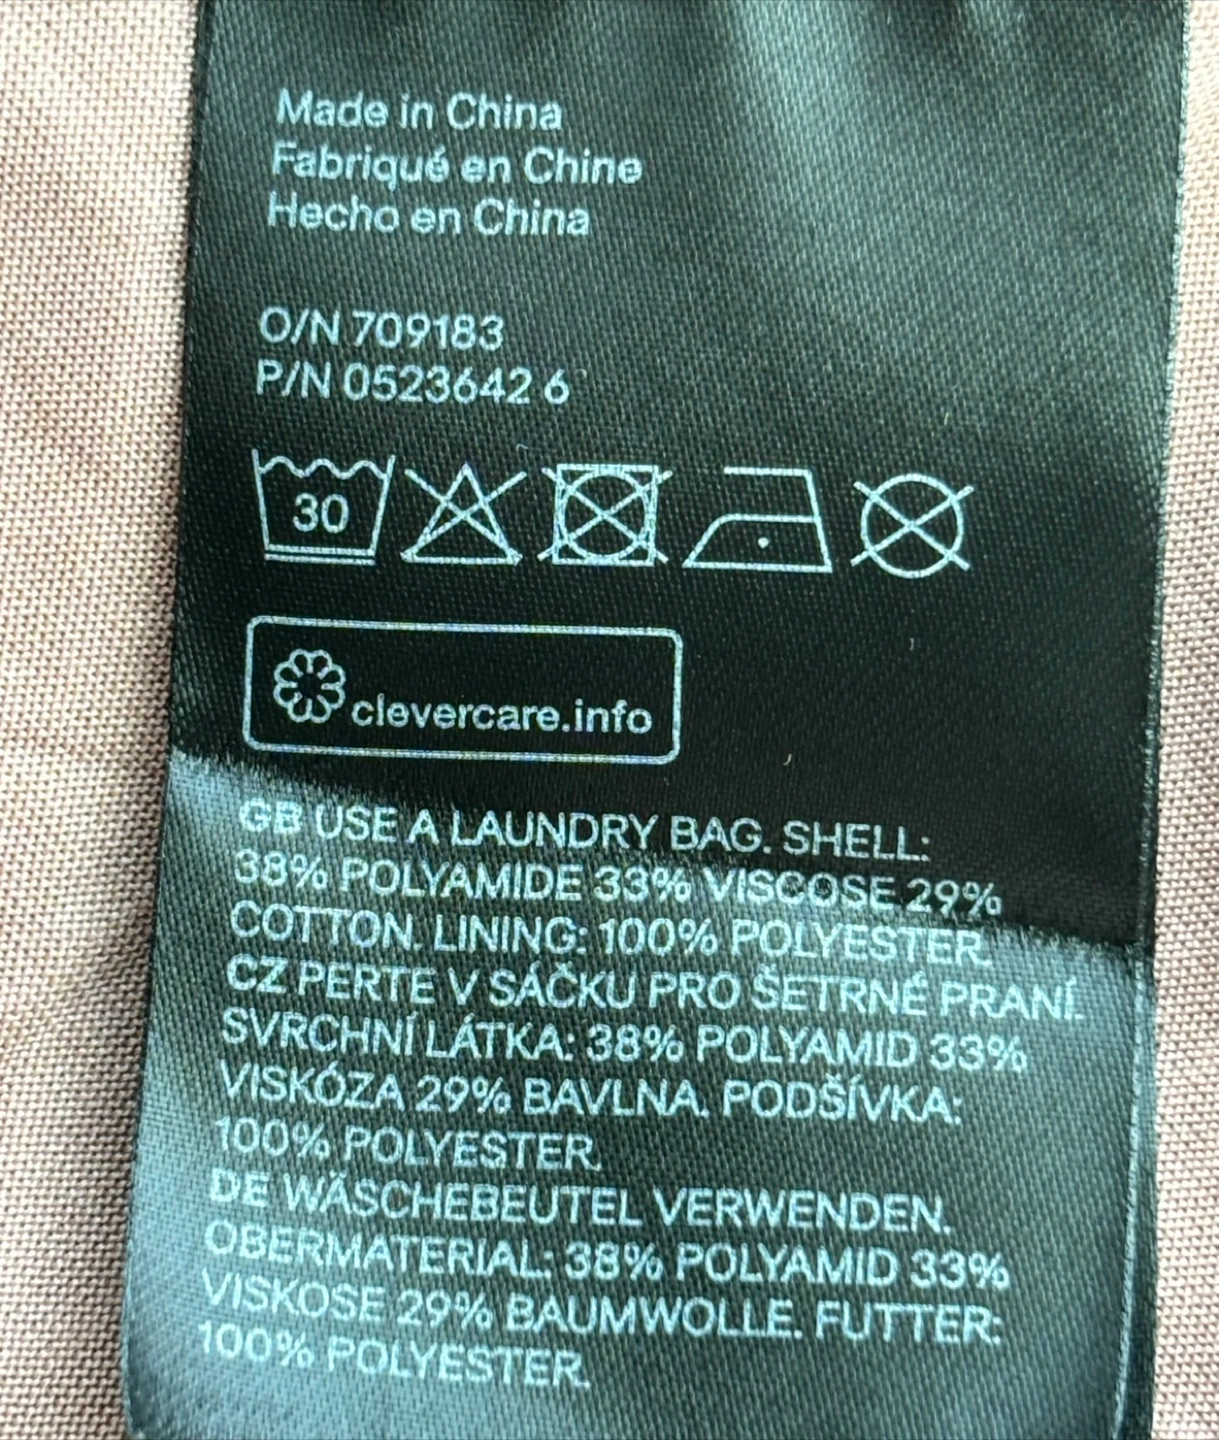 Made in China
Fabriqué en Chine
Hecho en China
O/N 709183
P/N 0523642 6
30
clevercare.info
GB USE A LAUNDRY BAG. SHELL:
38% POLYAMIDE 33% VISCOSE 29%
COTTON. LINING: 100% POLYESTER.
CZ PERTE V SÁČKU PRO ŠETRNÉ PRANÍ.
SVRCHNÍ LÁTKA: 38% POLYAMID 33%
VISKÓZA 29% BAVLNA. PODŠÍVKA:
100% POLYESTER.
DE WÄSCHEBEUTEL VERWENDEN.
OBERMATERIAL: 38% POLYAMID 33%
VISKOSE 29% BAUMWOLLE. FUTTER:
100% POLYESTER.